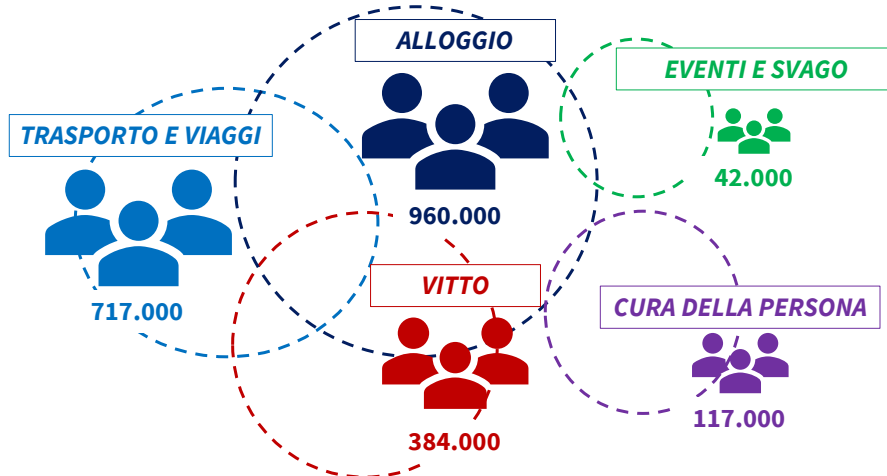 ALLOGGIO
960.000
EVENTI E SVAGO
42.000
TRASPORTO E VIAGGI
717.000
VITTO
384.000
CURA DELLA PERSONA
117.000